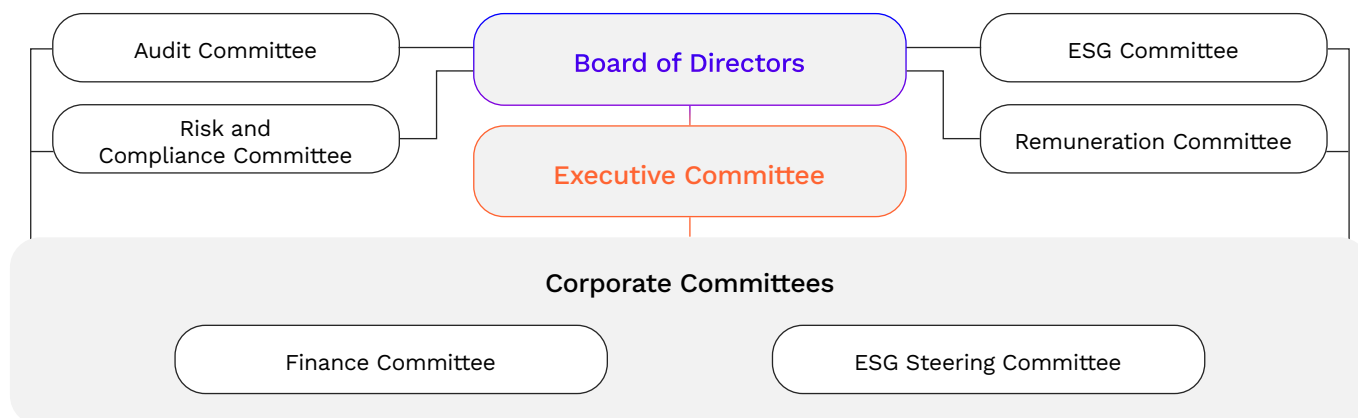 Audit Committee
Board of Directors
ESG Committee
Risk and
Compliance Committee
Executive Committee
Remuneration Committee
Corporate Committees
Finance Committee
ESG Steering Committee